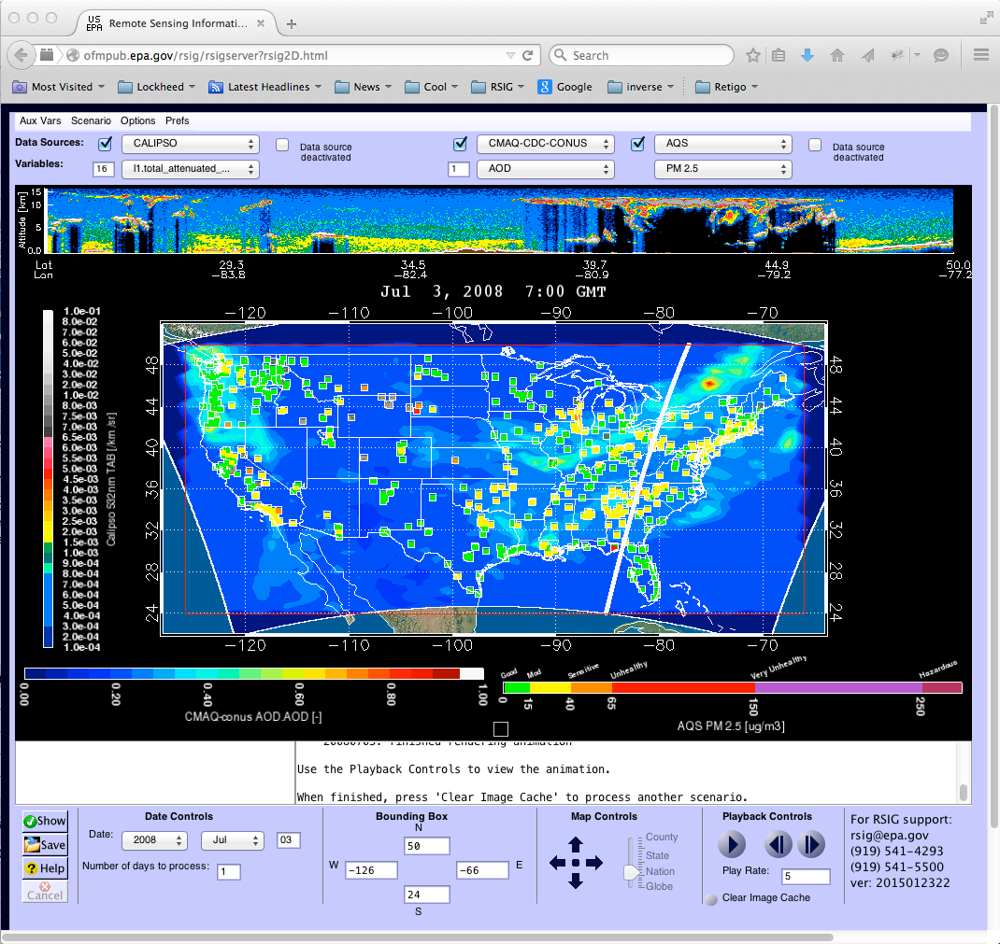 US
EPA
Remote Sensing Informati...
ofmpub.epa.gov/rsig/rsigserver?rsig2D.html
Search
Most Visited
Lockheed
Latest Headlines
News
Cool
RSIG
Google
inverse
Retigo
Aux Vars Scenario Options Prefs
Data Sources:
CALIPSO
Data source
deactivated
CMAQ-CDC-CONUS
AQS
Data source
deactivated
Variables:
16
l1.total_attenuated_...
1
AOD
PM 2.5
Altitude [km]
15
10
5
0.0
Lat 29.3 34.5 39.7 44.9 50.0
Lon −83.8 −82.4 −80.9 −79.2 −77.2
Jul 3, 2008 7:00 GMT
−120 −110 −100 −90 −80 −70
48
44
40
36
32
28
24
48
44
40
36
32
28
24
−120 −110 −100 −90 −80 −70
1.0e-01
8.0e-02
7.0e-02
6.0e-02
5.0e-02
4.0e-02
3.0e-02
2.0e-02
1.0e-02
8.0e-03
7.5e-03
7.0e-03
6.5e-03
6.0e-03
5.5e-03
5.0e-03
4.5e-03
4.0e-03
3.5e-03
3.0e-03
2.5e-03
2.0e-03
1.5e-03
1.0e-03
9.0e-04
8.0e-04
7.0e-04
6.0e-04
5.0e-04
4.0e-04
3.0e-04
2.0e-04
1.0e-04
Calipso 532nm TAB [/km /sr]
0.00 0.20 0.40 0.60 0.80 1.00
CMAQ-conus AOD.AOD [-]
Good Mod Sensitive Unhealthy Very Unhealthy Hazardous
0 15 40 65 150 250
AQS PM 2.5 [ug/m3]
20080703: finished rendering animation
Use the Playback Controls to view the animation.
When finished, press 'Clear Image Cache' to process another scenario.
Show
Save
Help
Cancel
Date Controls
Date:
2008
Jul
03
Number of days to process:
1
Bounding Box
N
50
W
-126
-66
E
24
S
Map Controls
County
State
Nation
Globe
Playback Controls
Play Rate:
5
Clear Image Cache
For RSIG support:
rsig@epa.gov
(919) 541-4293
(919) 541-5500
ver: 2015012322